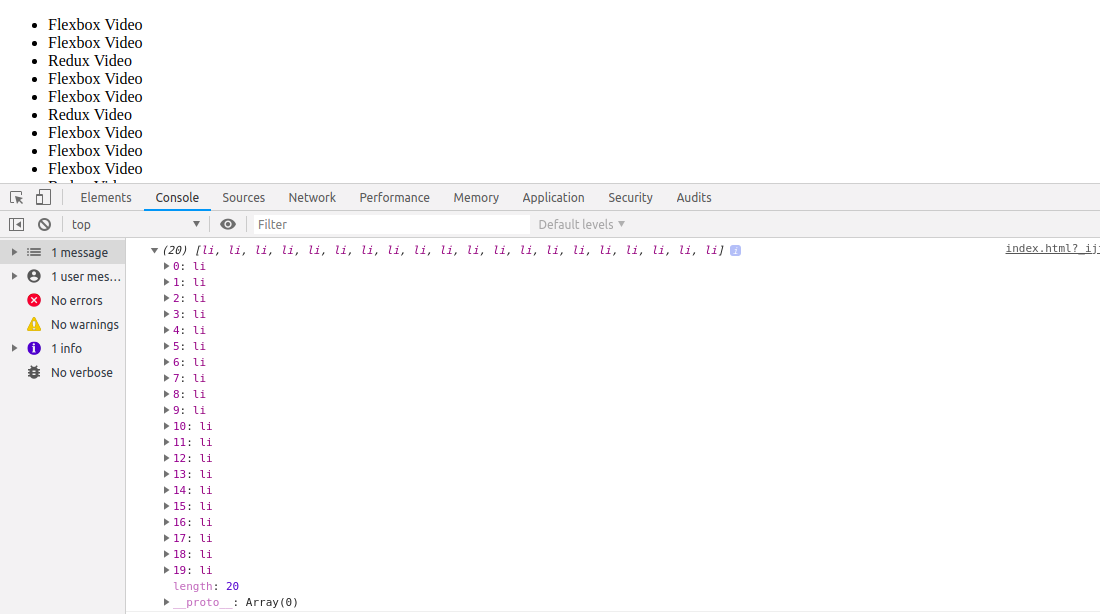 Flexbox Video
Flexbox Video
Redux Video
Flexbox Video
Flexbox Video
Redux Video
Flexbox Video
Flexbox Video
Flexbox Video
Elements Console Sources Network Performance Memory Application Security Audits
top Filter Default levels
1 message
1 user mes...
No errors
No warnings
1 info
No verbose
(20) [li, li, li, li, li, li, li, li, li, li, li, li, li, li, li, li, li, li, li, li] i index.html?_ij
0: li
1: li
2: li
3: li
4: li
5: li
6: li
7: li
8: li
9: li
10: li
11: li
12: li
13: li
14: li
15: li
16: li
17: li
18: li
19: li
length: 20
__proto__: Array(0)